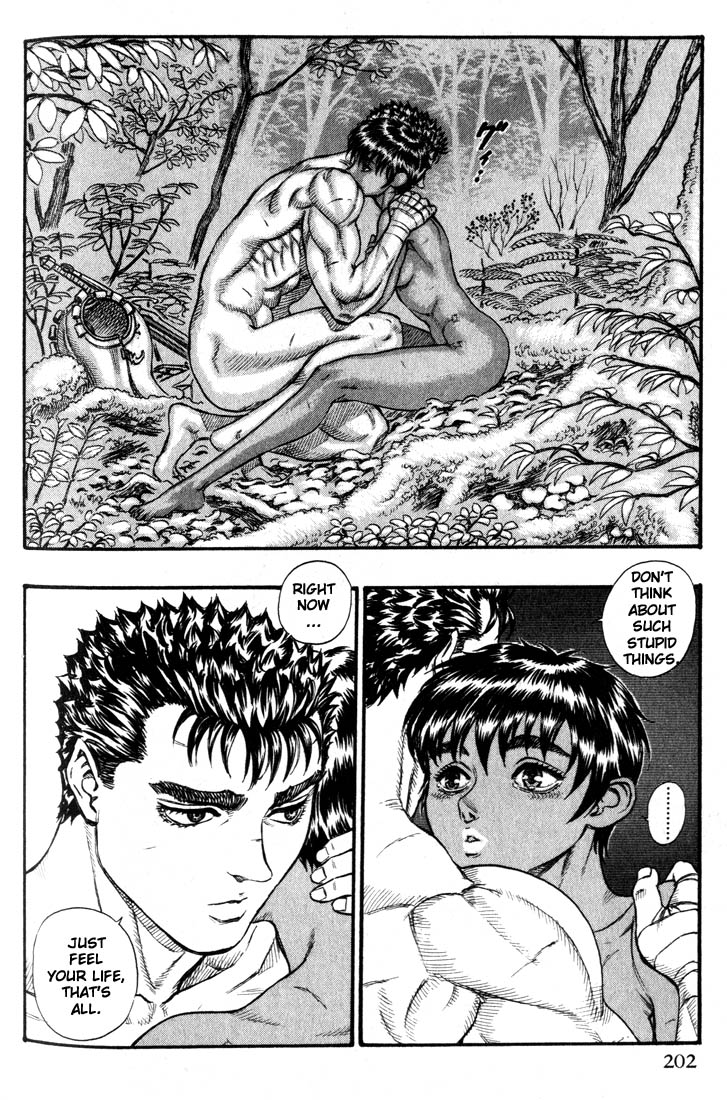 グイ!
DON'T
THINK
ABOUT
SUCH
STUPID
THINGS.
........
RIGHT
NOW
...
JUST
FEEL
YOUR LIFE,
THAT'S
ALL.
202